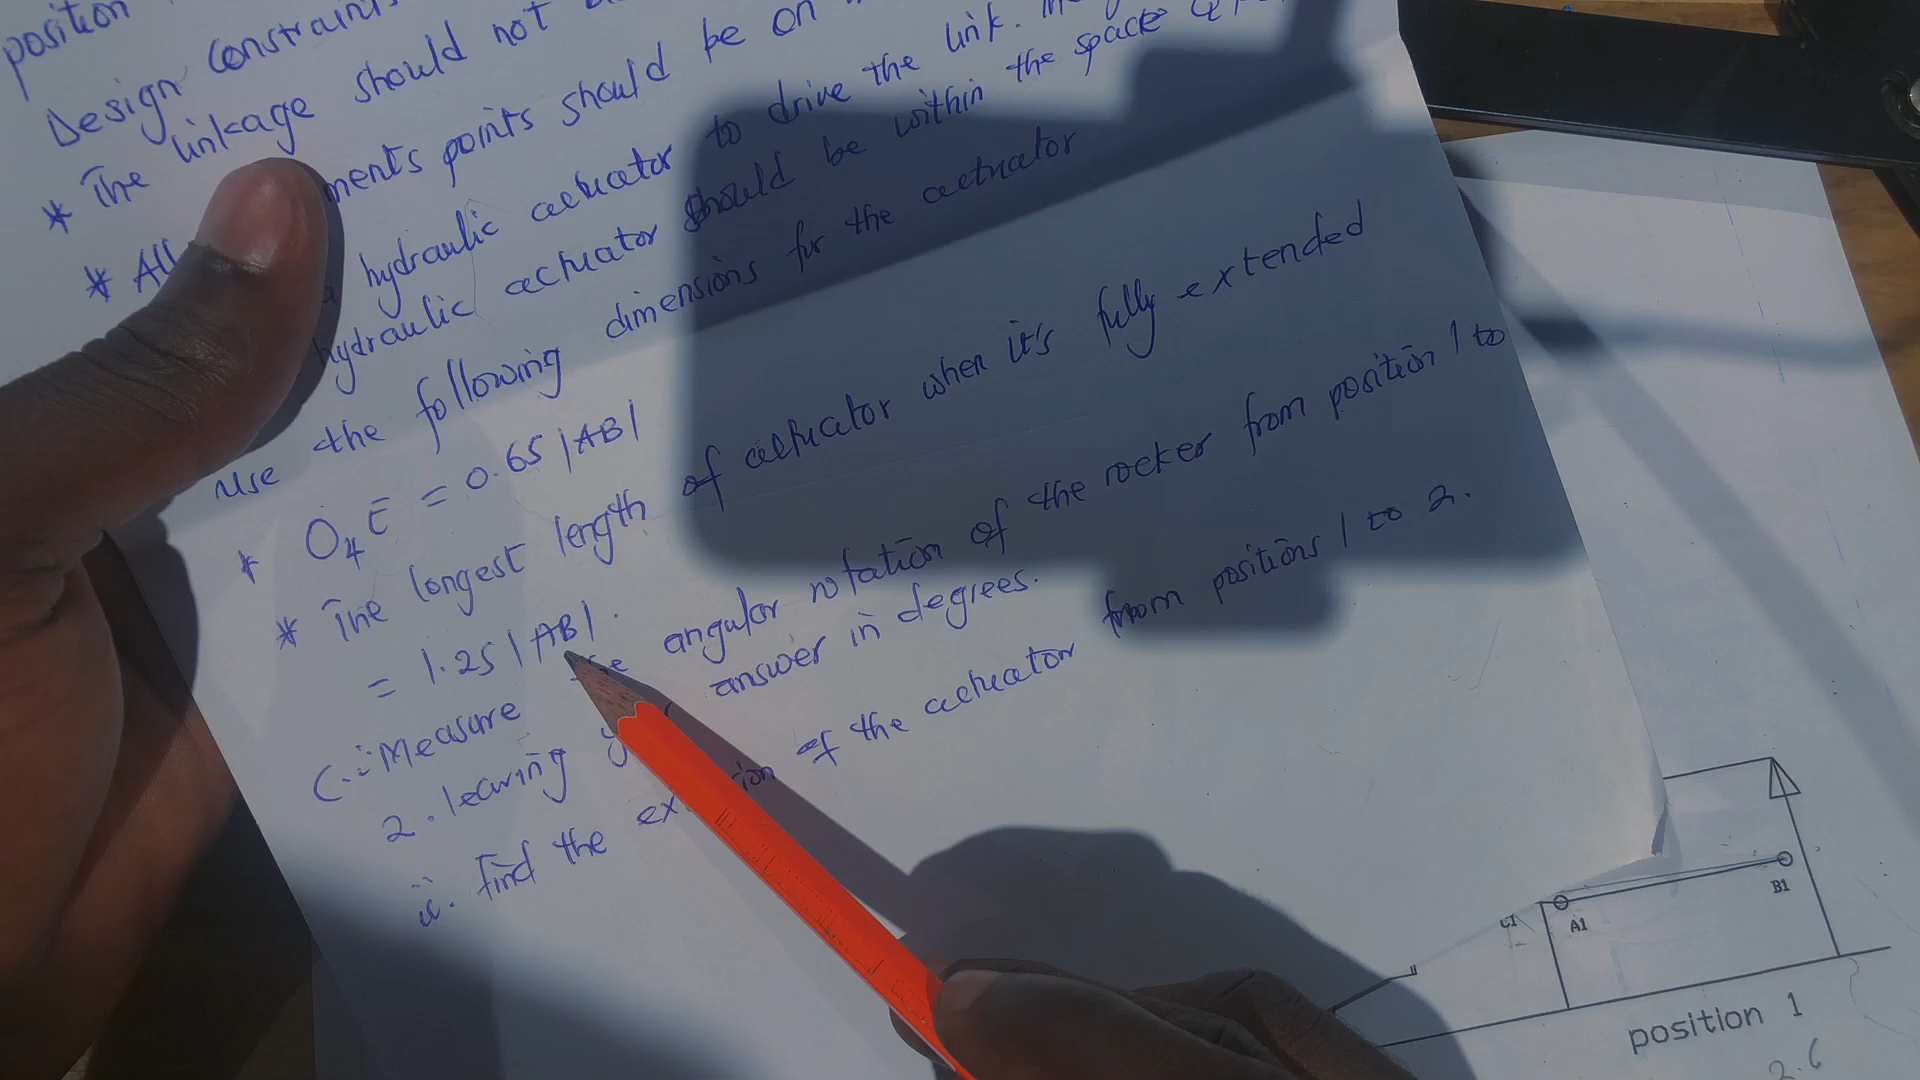 position
Design constraints
* The linkage should not
* All ments points should be on
hydraulic actuator to drive the link.
hydraulic actuator should be within the space
Use the following dimensions for the actuator
* O4E = 0.65 |AB|
* The longest length of actuator when it's fully extended
= 1.25 |AB|.
C. i Measure the angular rotation of the rocker from position 1 to
2. leaving answer in degrees.
ii. find the of the actuator from positions 1 to 2.
C1
A1
B1
position 1
2.6